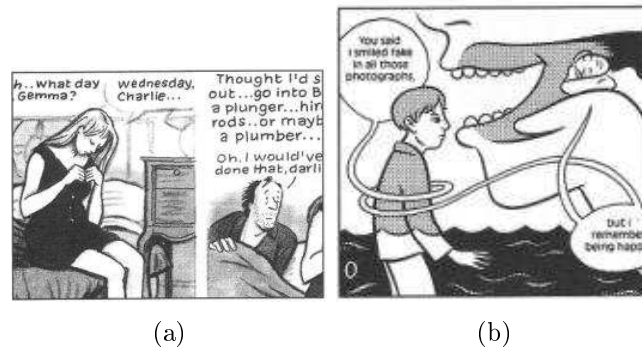 h..what day
Gemma?
Wednesday,
Charlie...
Thought I'd s
out...go into B
a plunger...hir
rods..or mayb
a plumber...
Oh, I would've
done that, darli
You said
I smiled fake
in all those
photographs,
but I
remember
being happ
(a)
(b)